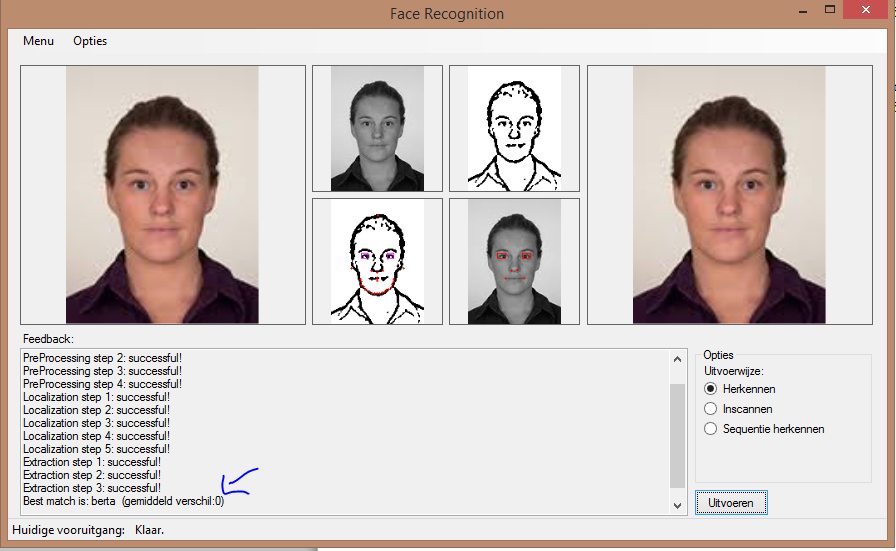 Face Recognition
Menu Opties
Feedback:
PreProcessing step 2: successful!
PreProcessing step 3: successful!
PreProcessing step 4: successful!
Localization step 1: successful!
Localization step 2: successful!
Localization step 3: successful!
Localization step 4: successful!
Localization step 5: successful!
Extraction step 1: successful!
Extraction step 2: successful!
Extraction step 3: successful!
Best match is: berta (gemiddeld verschil:0)
Opties
Uitvoerwijze:
Herkennen
Inscannen
Sequentie herkennen
Uitvoeren
Huidige vooruitgang: Klaar.